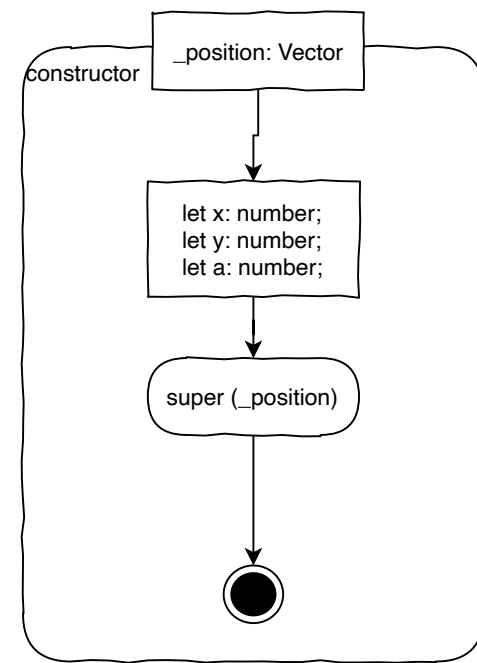 _position: Vector
constructor
let x: number;
let y: number;
let a: number;
super (_position)